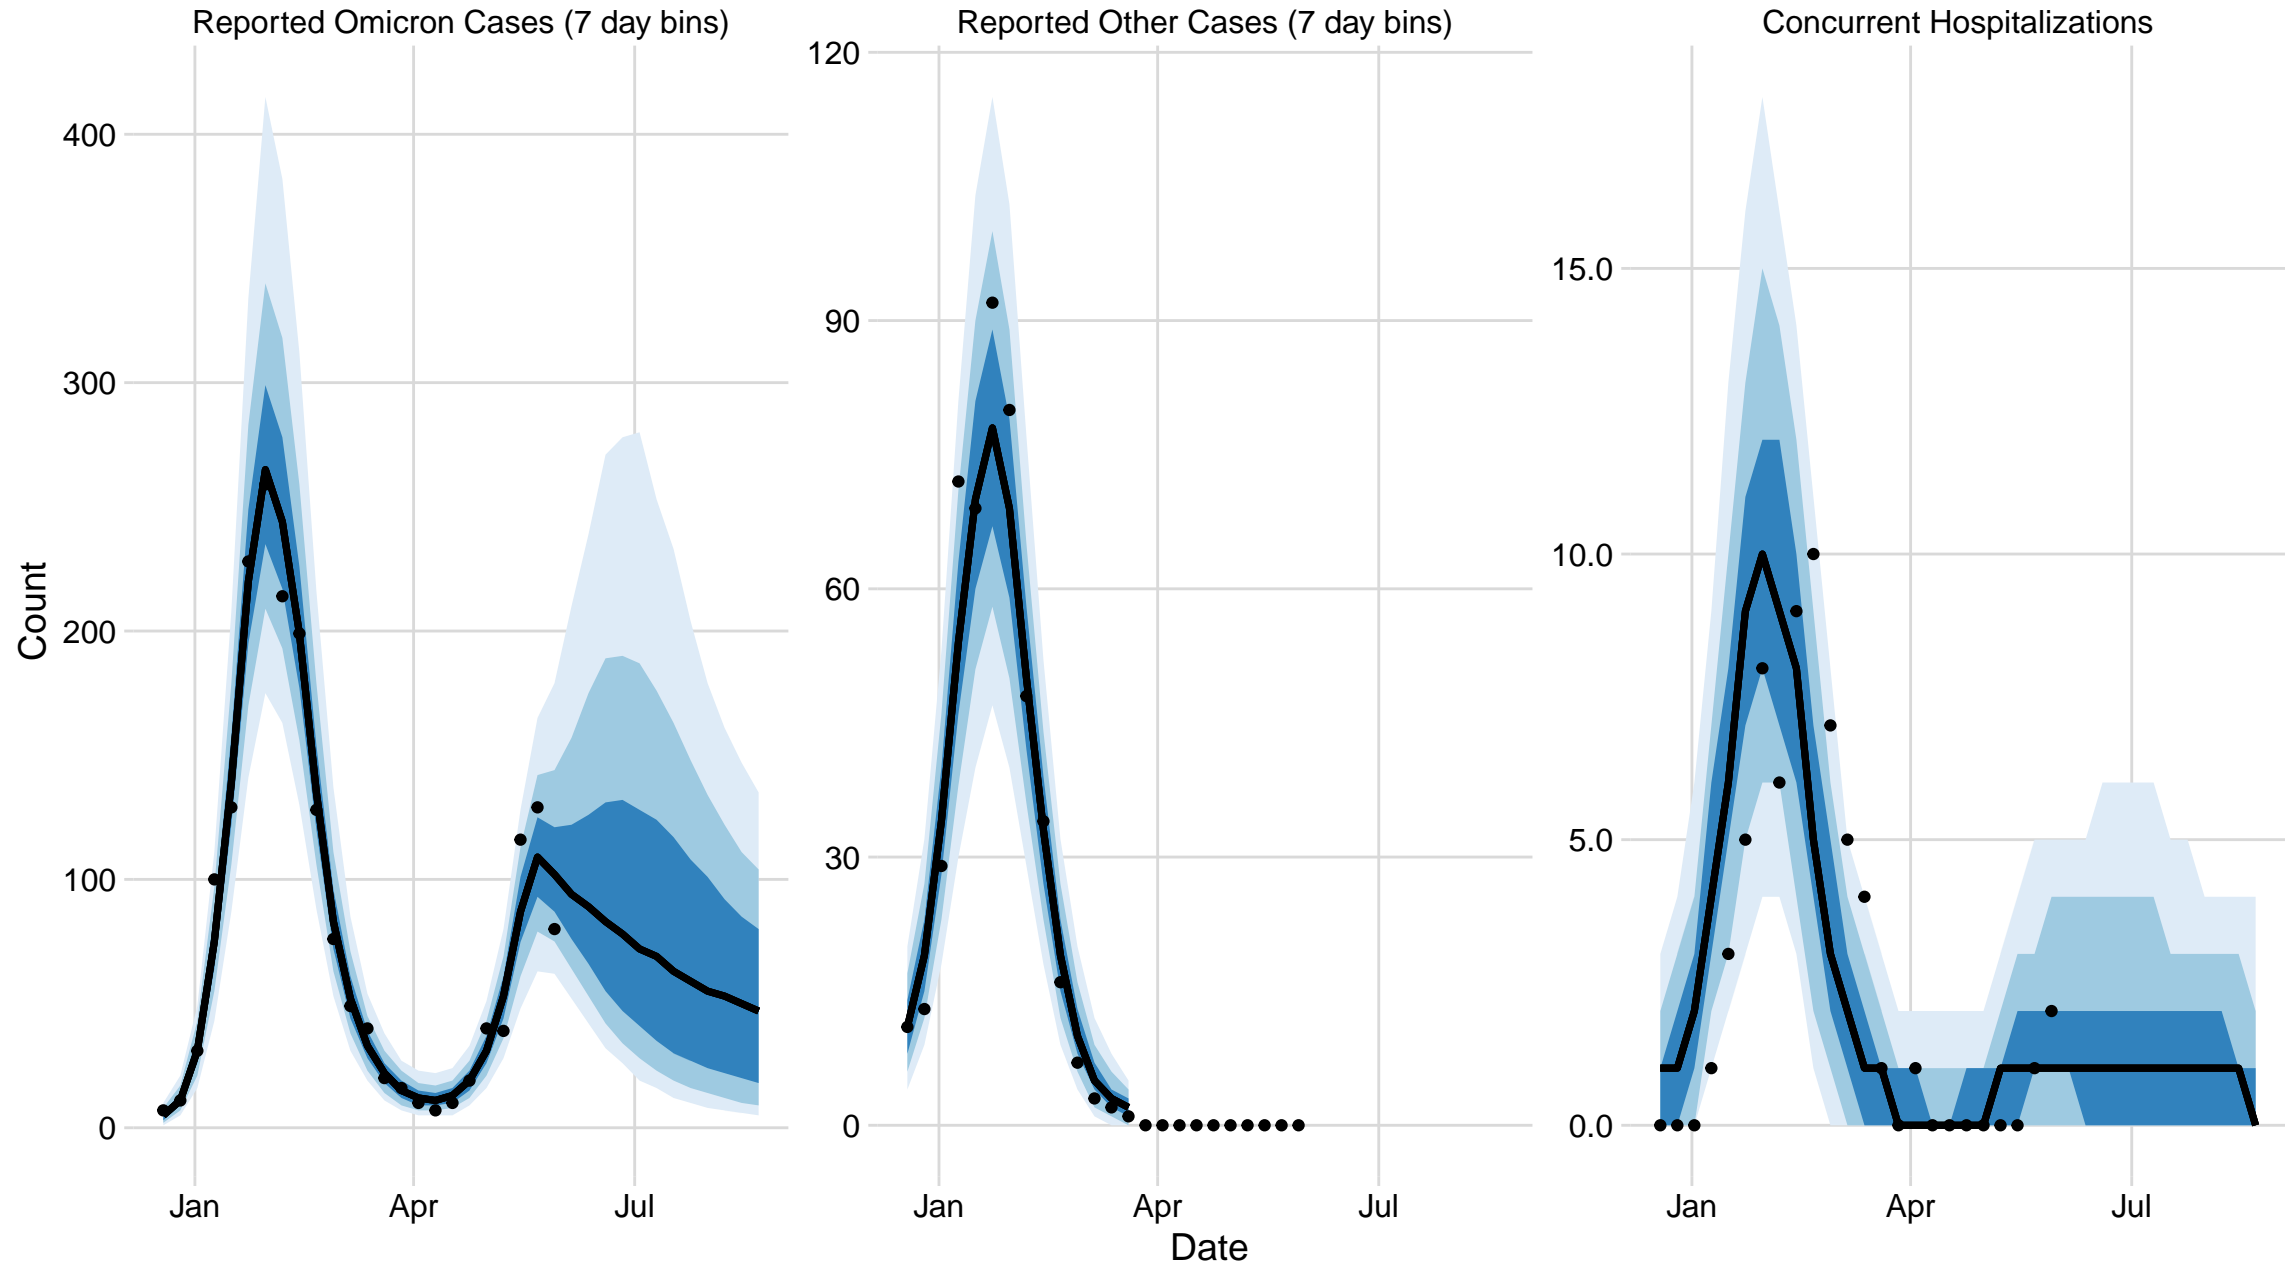 Reported Omicron Cases (7 day bins)
Reported Other Cases (7 day bins)
Concurrent Hospitalizations
Count
400
300
200
100
0
Jan Apr Jul
120
90
60
30
0
Jan Apr Jul
15.0
10.0
5.0
0.0
Jan Apr Jul
Date